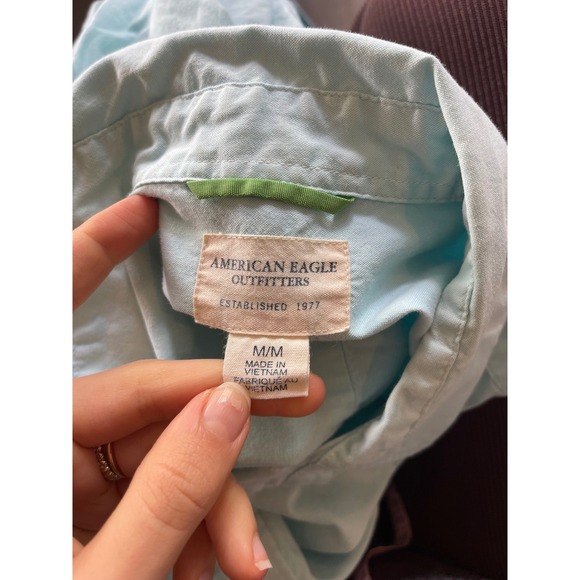 AMERICAN EAGLE
OUTFITTERS
ESTABLISHED 1977
M/M
MADE IN
VIETNAM
FABRIQUÉ AU
VIETNAM